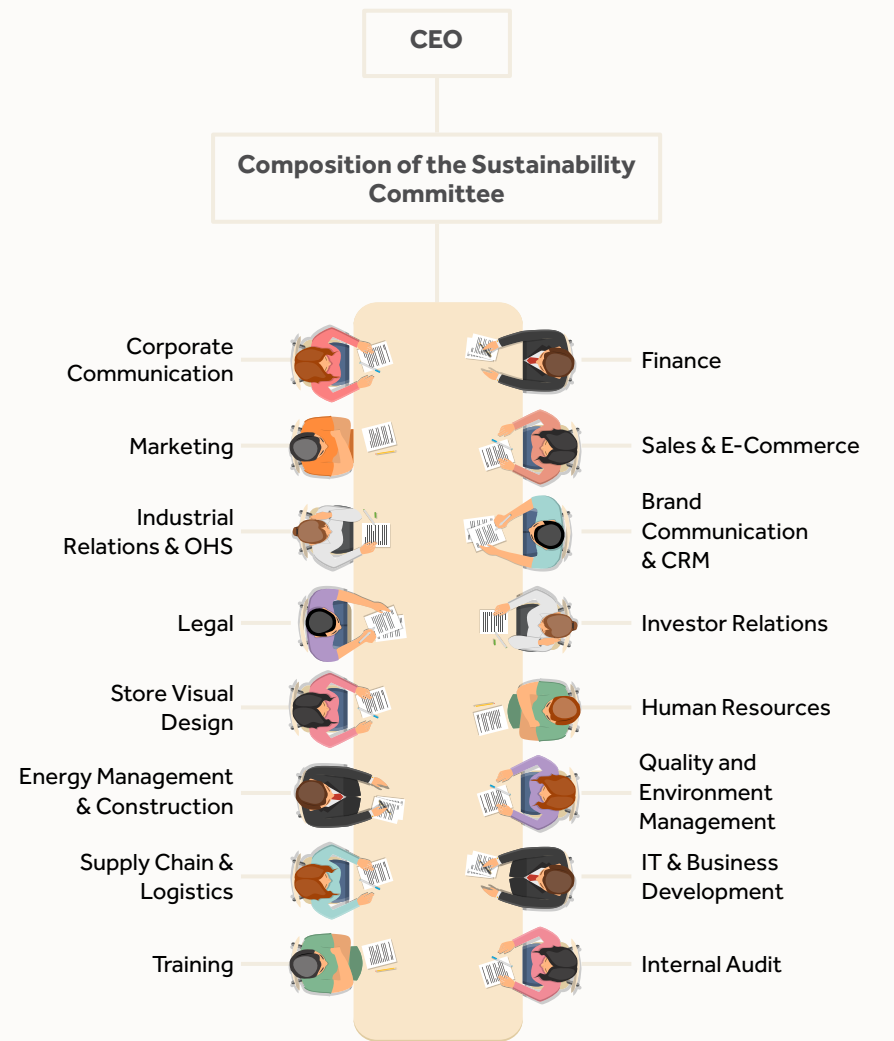 CEO
Composition of the Sustainability
Committee
Corporate
Communication
Marketing
Industrial
Relations & OHS
Legal
Store Visual
Design
Energy Management
& Construction
Supply Chain &
Logistics
Training
Finance
Sales & E-Commerce
Brand
Communication
& CRM
Investor Relations
Human Resources
Quality and
Environment
Management
IT & Business
Development
Internal Audit